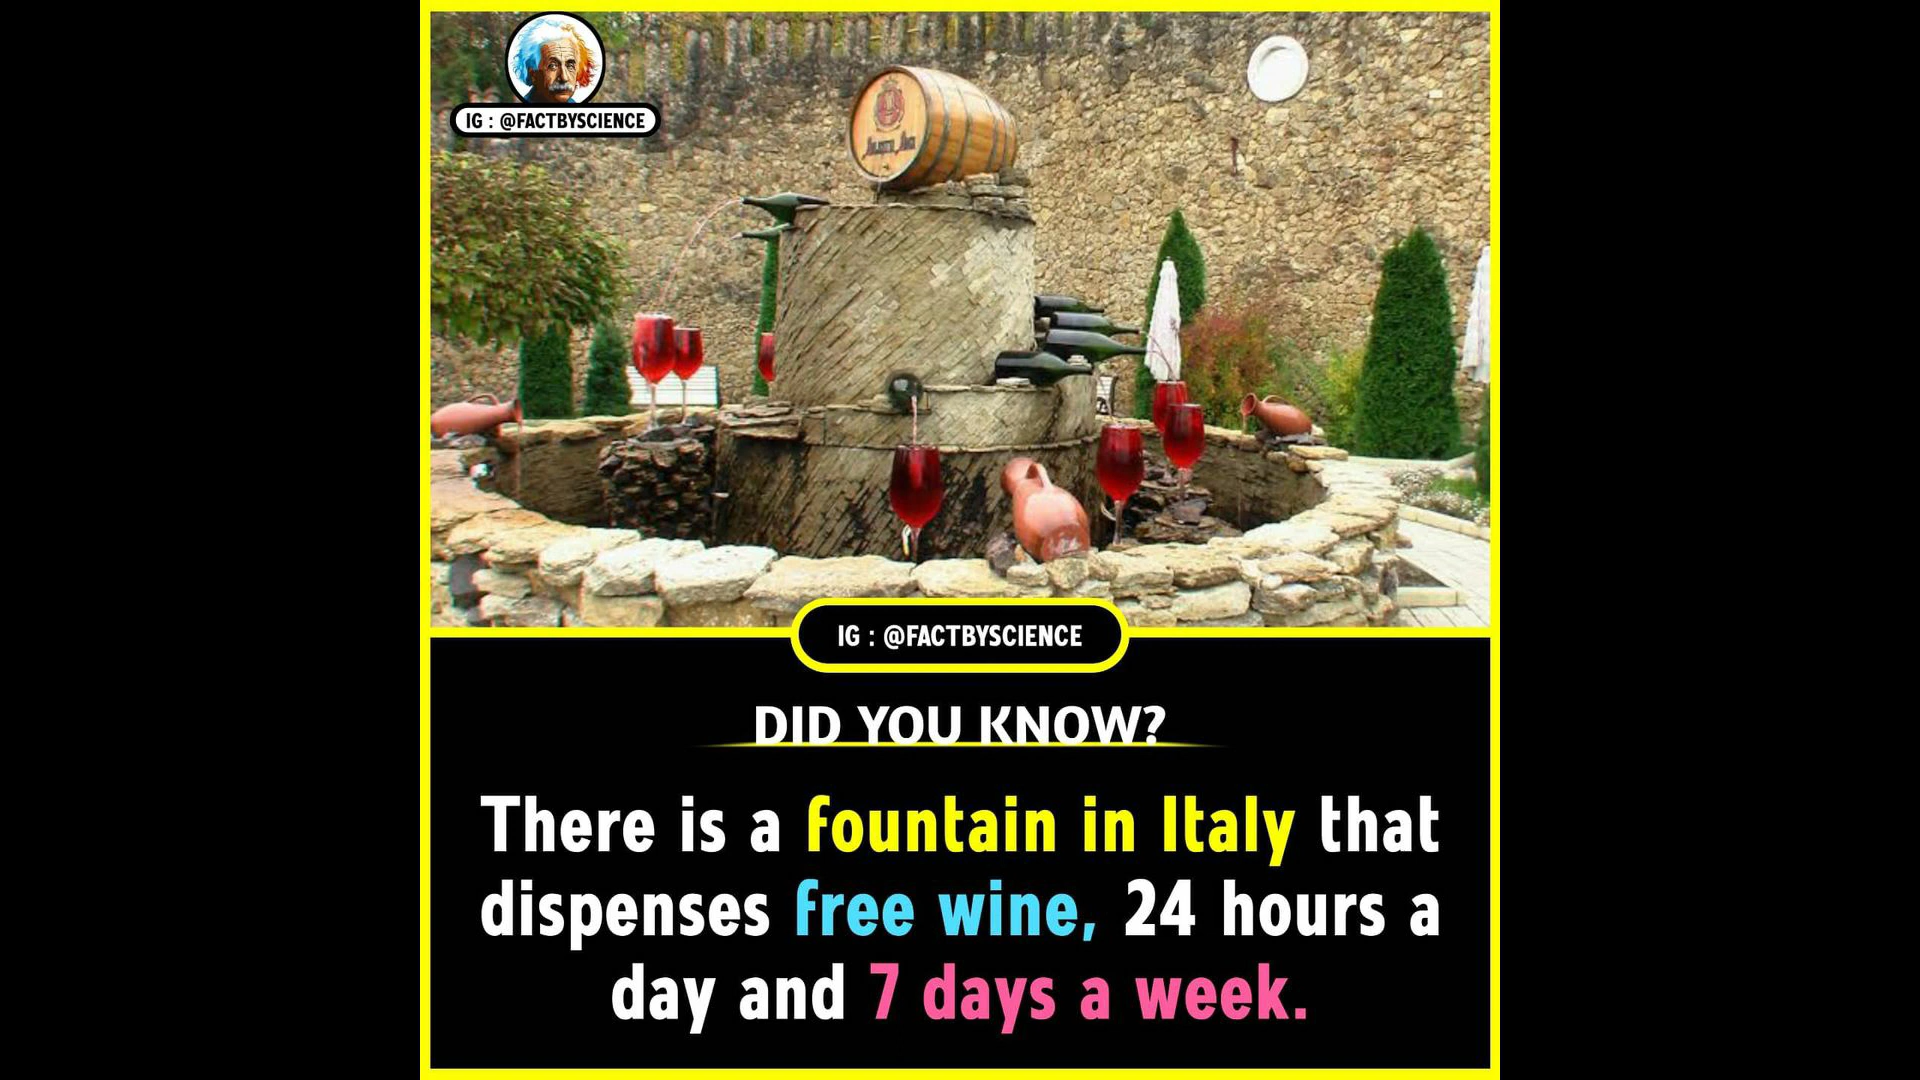 IG : @FACTBYSCIENCE
IG : @FACTBYSCIENCE
DID YOU KNOW?
There is a fountain in Italy that
dispenses free wine, 24 hours a
day and 7 days a week.